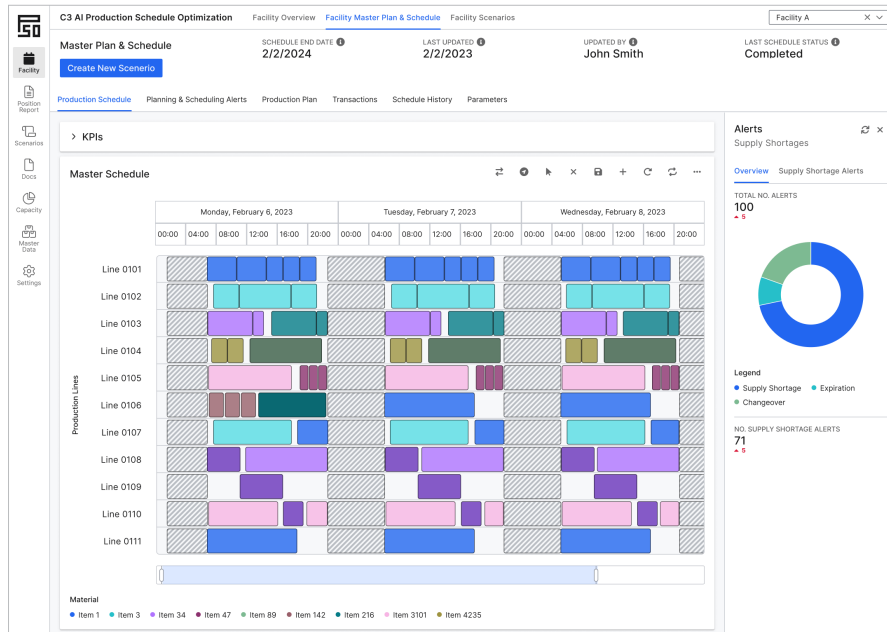 C3 AI Production Schedule Optimization
Facility Overview
Facility Master Plan & Schedule
Facility Scenarios
Facility A
PSO
Facility
Position Report
Scenarios
Docs
Capacity
Master Data
Settings
Master Plan & Schedule
Create New Scenerio
SCHEDULE END DATE
2/2/2024
LAST UPDATED
2/2/2023
UPDATED BY
John Smith
LAST SCHEDULE STATUS
Completed
Production Schedule
Planning & Scheduling Alerts
Production Plan
Transactions
Schedule History
Parameters
KPIs
Master Schedule
Monday, February 6, 2023
Tuesday, February 7, 2023
Wednesday, February 8, 2023
00:00 04:00 08:00 12:00 16:00 20:00 00:00 04:00 08:00 12:00 16:00 20:00 00:00 04:00 08:00 12:00 16:00 20:00
Production Lines
Line 0101
Line 0102
Line 0103
Line 0104
Line 0105
Line 0106
Line 0107
Line 0108
Line 0109
Line 0110
Line 0111
Material
Item 1
Item 3
Item 34
Item 47
Item 89
Item 142
Item 216
Item 3101
Item 4235
Alerts
Supply Shortages
Overview
Supply Shortage Alerts
TOTAL NO. ALERTS
100
5
Legend
Supply Shortage
Expiration
Changeover
NO. SUPPLY SHORTAGE ALERTS
71
5